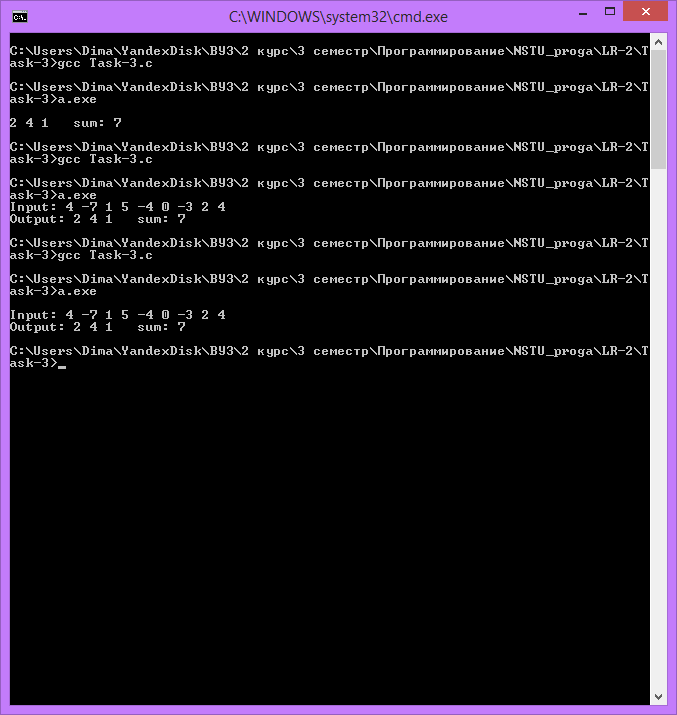 C:\WINDOWS\system32\cmd.exe
C:\Users\Dima\YandexDisk\ВУЗ\2 курс\3 семестр\Программирование\NSTU_proga\LR-2\T
ask-3>gcc Task-3.c
C:\Users\Dima\YandexDisk\ВУЗ\2 курс\3 семестр\Программирование\NSTU_proga\LR-2\T
ask-3>a.exe
2 4 1   sum: 7
C:\Users\Dima\YandexDisk\ВУЗ\2 курс\3 семестр\Программирование\NSTU_proga\LR-2\T
ask-3>gcc Task-3.c
C:\Users\Dima\YandexDisk\ВУЗ\2 курс\3 семестр\Программирование\NSTU_proga\LR-2\T
ask-3>a.exe
Input: 4 -7 1 5 -4 0 -3 2 4
Output: 2 4 1   sum: 7
C:\Users\Dima\YandexDisk\ВУЗ\2 курс\3 семестр\Программирование\NSTU_proga\LR-2\T
ask-3>gcc Task-3.c
C:\Users\Dima\YandexDisk\ВУЗ\2 курс\3 семестр\Программирование\NSTU_proga\LR-2\T
ask-3>a.exe
Input: 4 -7 1 5 -4 0 -3 2 4
Output: 2 4 1   sum: 7
C:\Users\Dima\YandexDisk\ВУЗ\2 курс\3 семестр\Программирование\NSTU_proga\LR-2\T
ask-3>